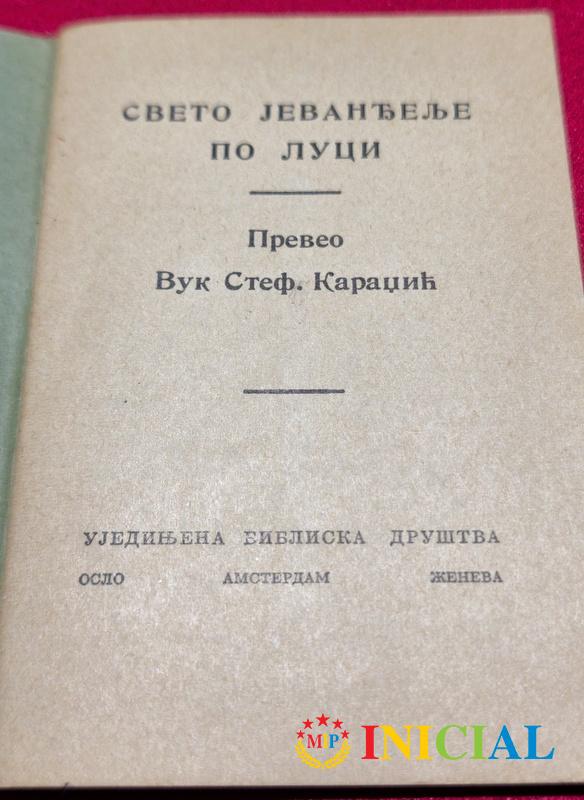 СВЕТО ЈЕВАНЂЕЉЕ
ПО ЛУЦИ
Превео
Вук Стеф. Караџић
УЈЕДИЊЕНА БИБЛИСКА ДРУШТВА
ОСЛО АМСТЕРДАМ ЖЕНЕВА
MP INICIAL